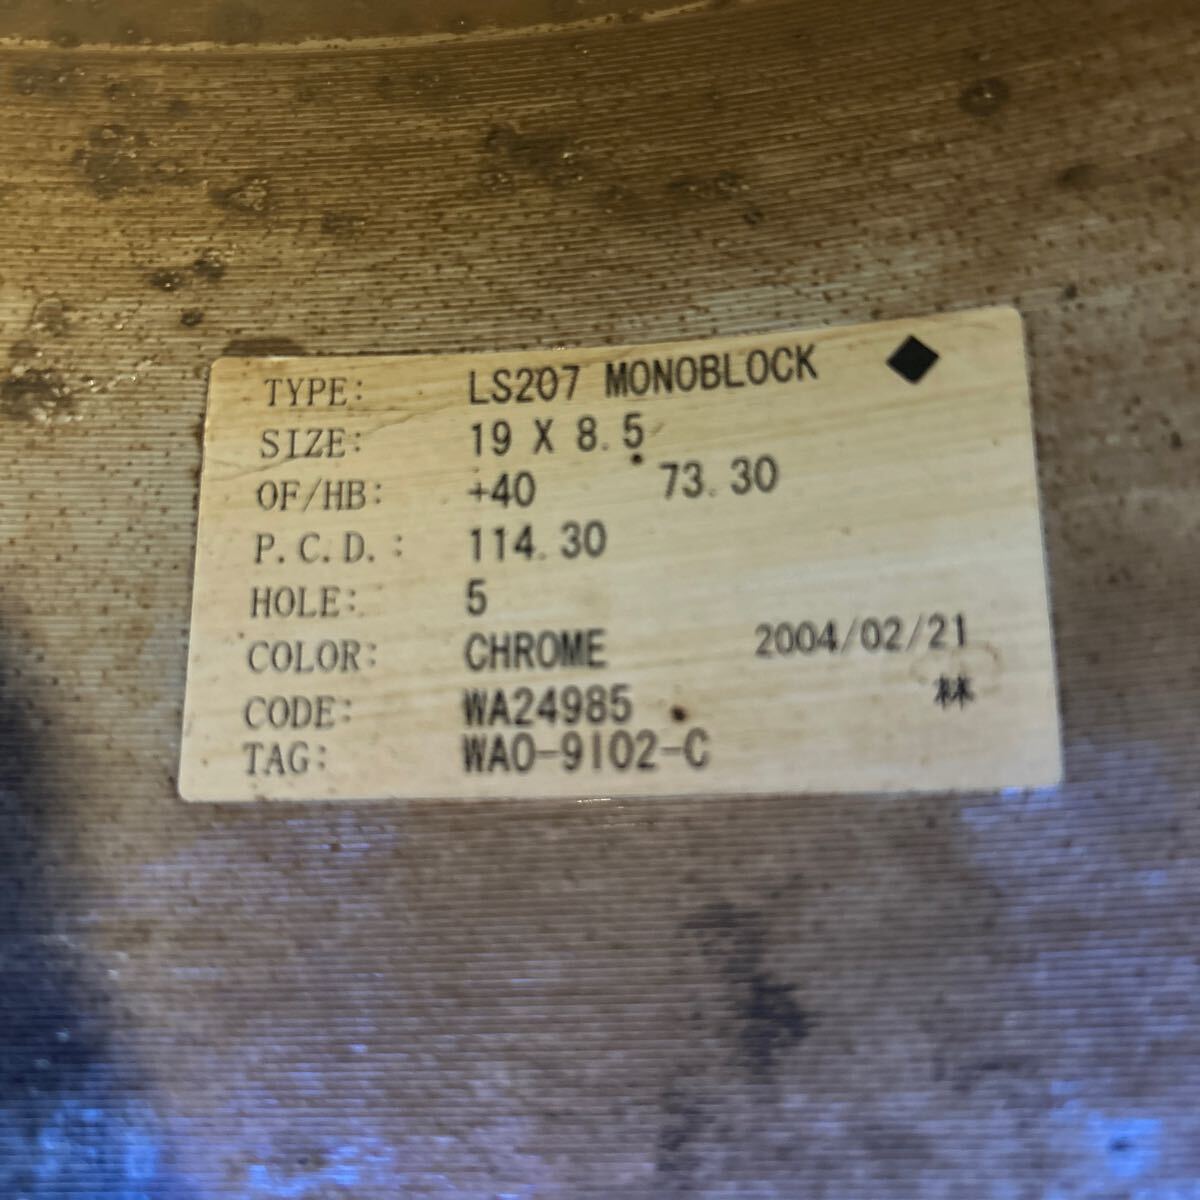 TYPE: LS207 MONOBLOCK ◆
SIZE: 19 X 8.5
OF/HB: +40 73.30
P.C.D.: 114.30
HOLE: 5
COLOR: CHROME 2004/02/21
CODE: WA24985 林
TAG: WAO-9I02-C